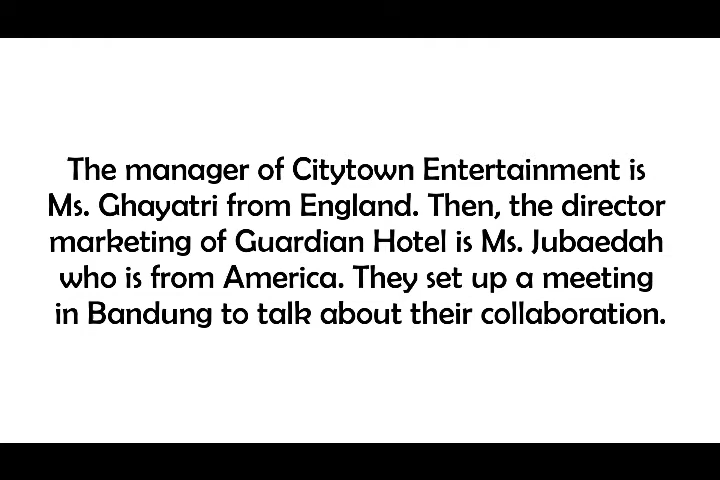 The manager of Citytown Entertainment is
Ms. Ghayatri from England. Then, the director
marketing of Guardian Hotel is Ms. Jubaedah
who is from America. They set up a meeting
in Bandung to talk about their collaboration.